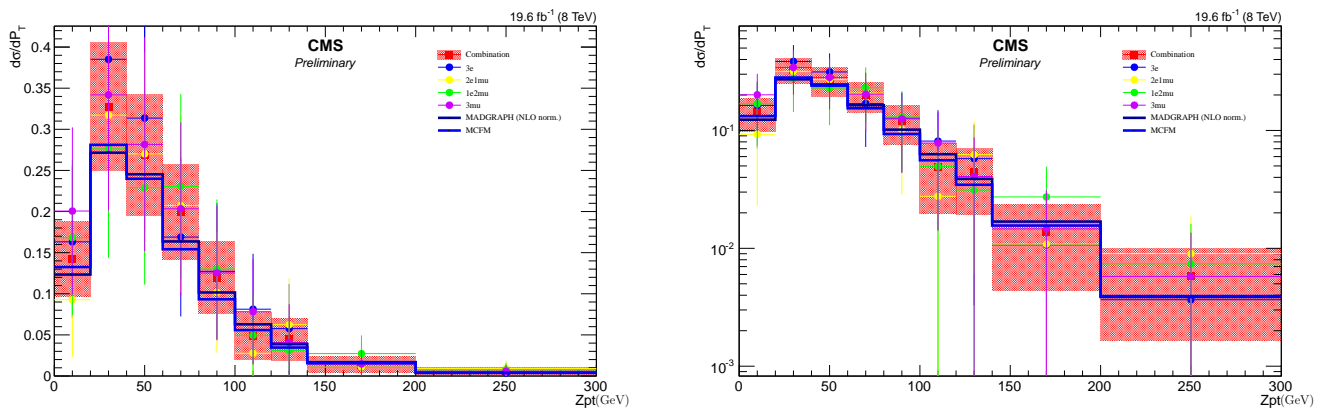 19.6 fb⁻¹ (8 TeV)
dσ/dP_T
CMS
Preliminary
Combination
3e
2e1mu
1e2mu
3mu
MADGRAPH (NLO norm.)
MCFM
0.4
0.35
0.3
0.25
0.2
0.15
0.1
0.05
0
0 50 100 150 200 250 300
Zpt(GeV)
19.6 fb⁻¹ (8 TeV)
dσ/dP_T
CMS
Preliminary
Combination
3e
2e1mu
1e2mu
3mu
MADGRAPH (NLO norm.)
MCFM
1
10⁻¹
10⁻²
10⁻³
0 50 100 150 200 250 300
Zpt(GeV)